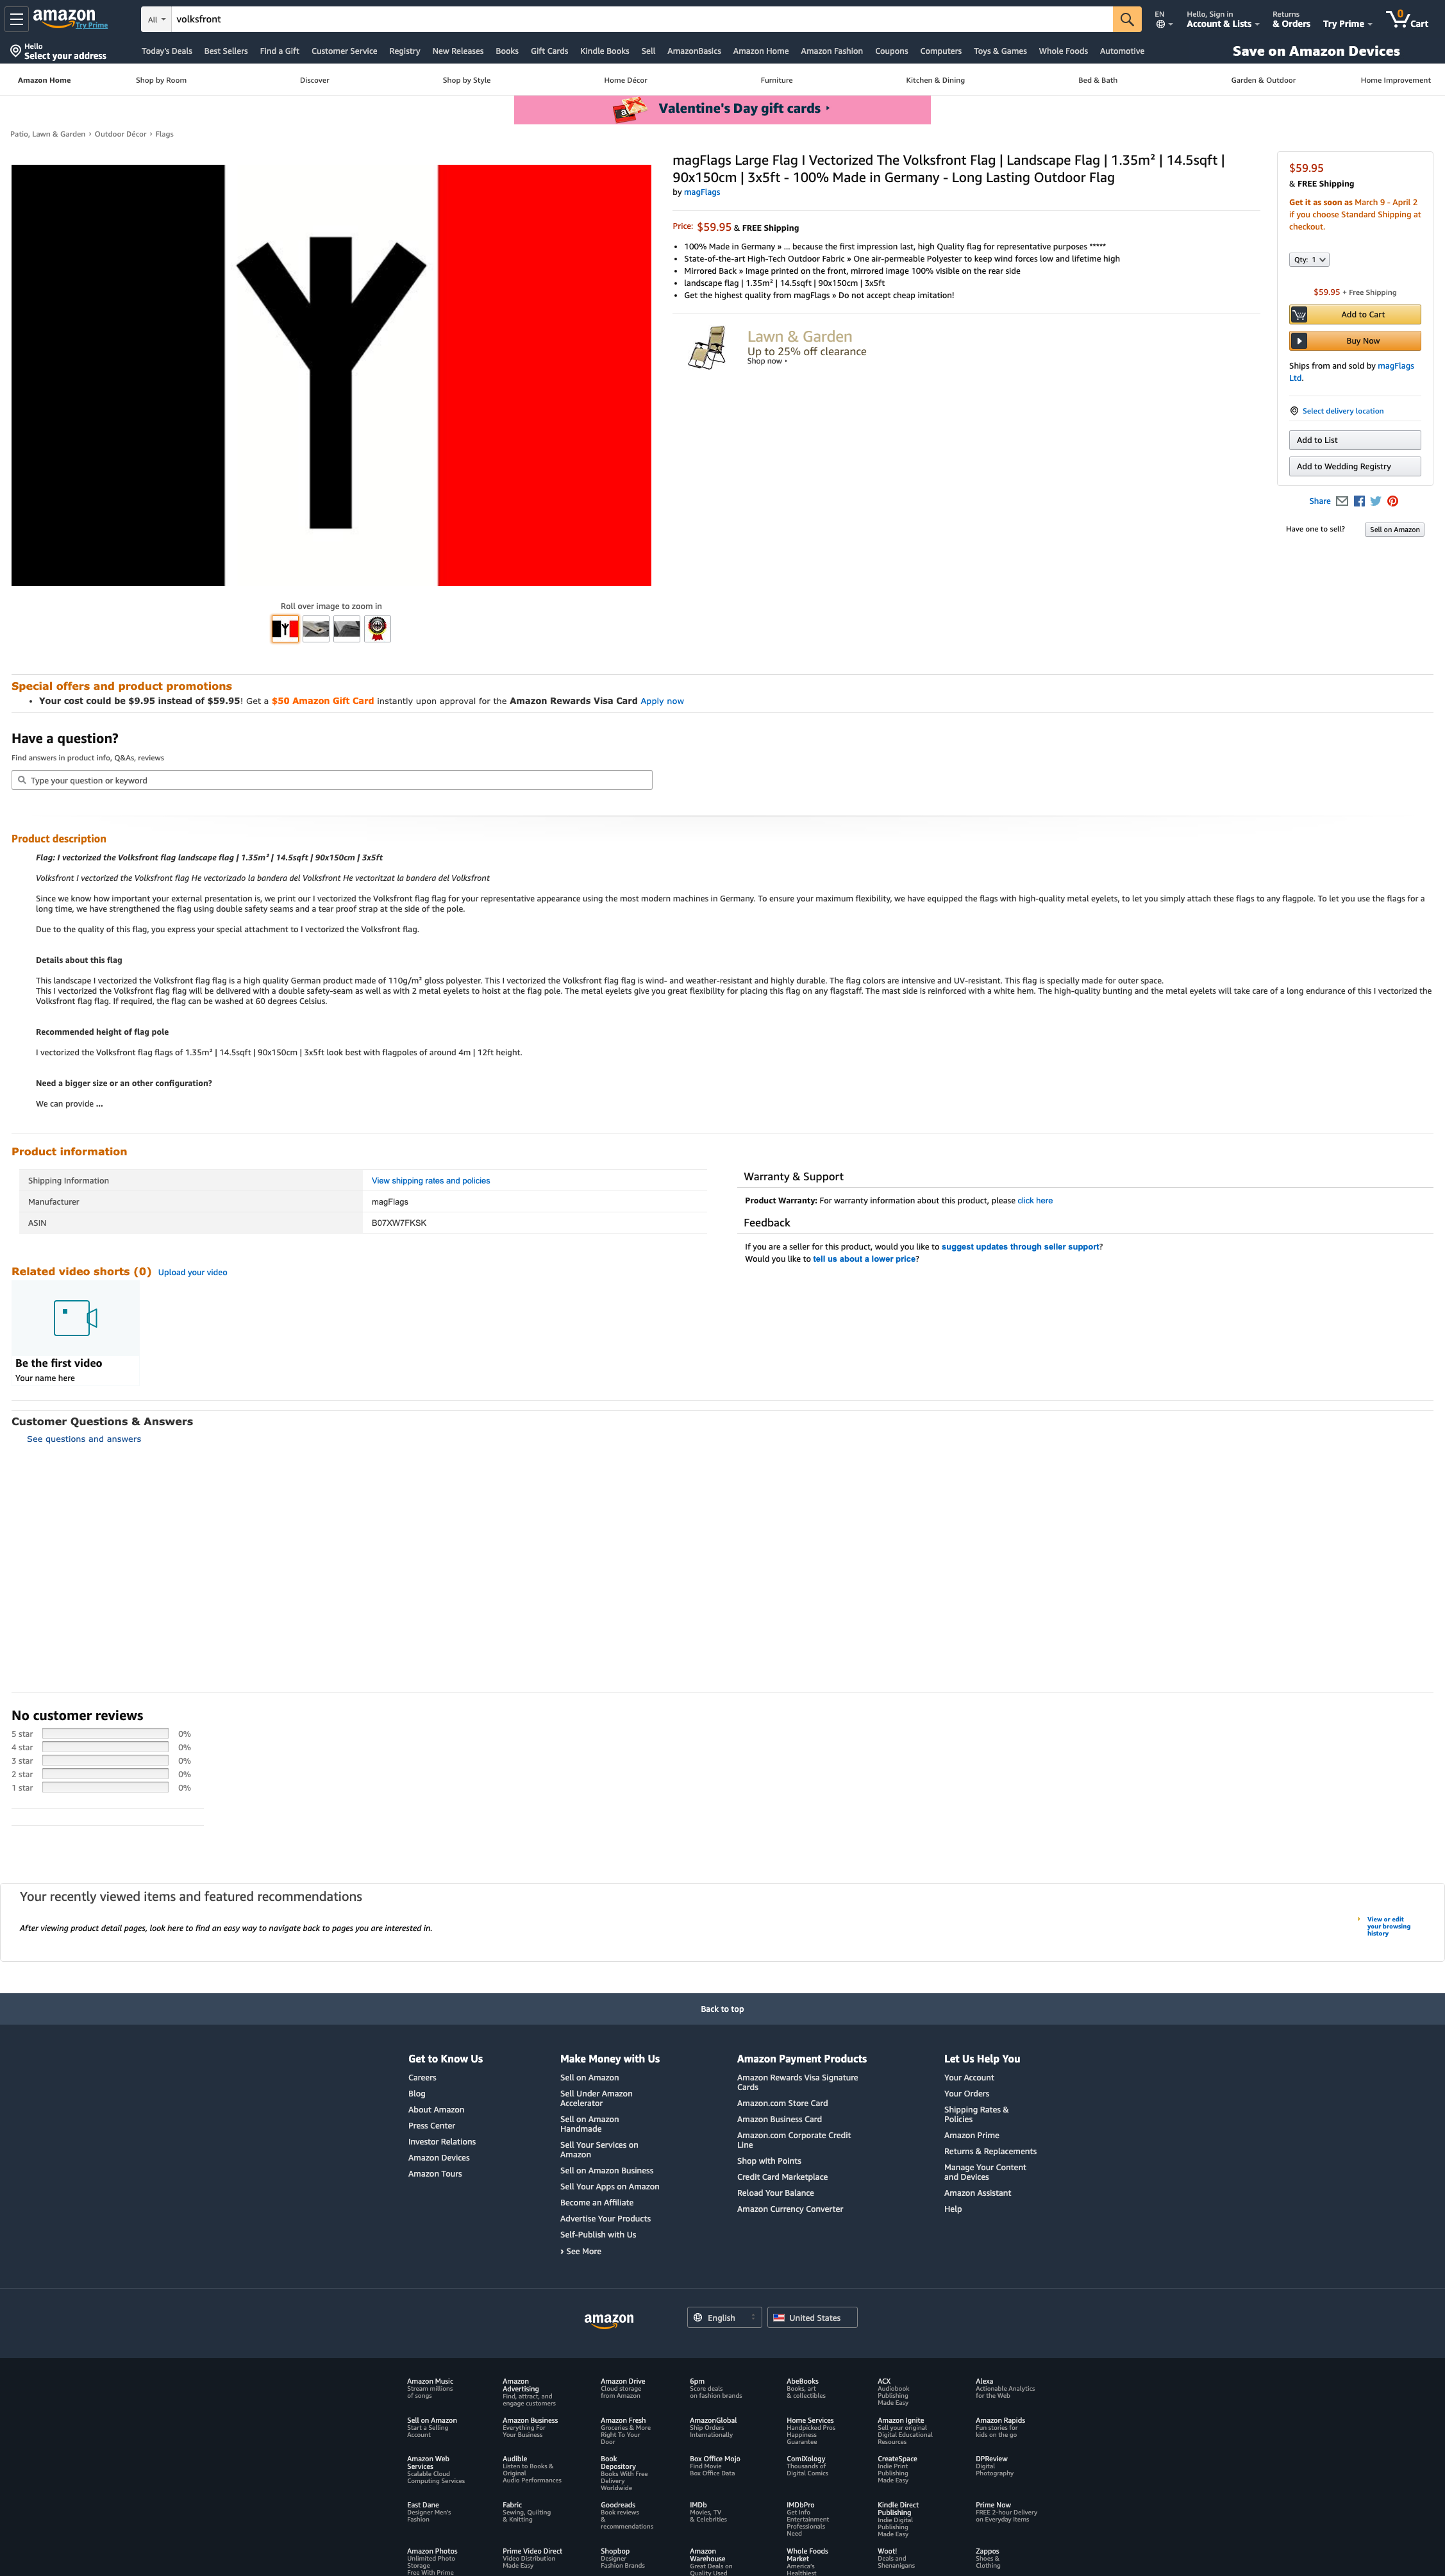 amazon
Try Prime
All
volksfront
EN
Hello, Sign in
Account & Lists
Returns
& Orders
Try Prime
0
Cart
Hello
Select your address
Today's Deals Best Sellers Find a Gift Customer Service Registry New Releases Books Gift Cards Kindle Books Sell AmazonBasics Amazon Home Amazon Fashion Coupons Computers Toys & Games Whole Foods Automotive
Save on Amazon Devices
Amazon Home Shop by Room Discover Shop by Style Home Décor Furniture Kitchen & Dining Bed & Bath Garden & Outdoor Home Improvement
Valentine's Day gift cards ›
Patio, Lawn & Garden › Outdoor Décor › Flags
magFlags Large Flag I Vectorized The Volksfront Flag | Landscape Flag | 1.35m² | 14.5sqft |
90x150cm | 3x5ft - 100% Made in Germany - Long Lasting Outdoor Flag
by magFlags
Price: $59.95 & FREE Shipping
• 100% Made in Germany » ... because the first impression last, high Quality flag for representative purposes *****
• State-of-the-art High-Tech Outdoor Fabric » One air-permeable Polyester to keep wind forces low and lifetime high
• Mirrored Back » Image printed on the front, mirrored image 100% visible on the rear side
• landscape flag | 1.35m² | 14.5sqft | 90x150cm | 3x5ft
• Get the highest quality from magFlags » Do not accept cheap imitation!
Lawn & Garden
Up to 25% off clearance
Shop now ›
$59.95
& FREE Shipping
Get it as soon as March 9 - April 2
if you choose Standard Shipping at
checkout.
Qty: 1
$59.95 + Free Shipping
Add to Cart
Buy Now
Ships from and sold by magFlags
Ltd.
Select delivery location
Add to List
Add to Wedding Registry
Share
Have one to sell? Sell on Amazon
Roll over image to zoom in
Special offers and product promotions
• Your cost could be $9.95 instead of $59.95! Get a $50 Amazon Gift Card instantly upon approval for the Amazon Rewards Visa Card Apply now
Have a question?
Find answers in product info, Q&As, reviews
Type your question or keyword
Product description
Flag: I vectorized the Volksfront flag landscape flag | 1.35m² | 14.5sqft | 90x150cm | 3x5ft
Volksfront I vectorized the Volksfront flag He vectorizado la bandera del Volksfront He vectoritzat la bandera del Volksfront
Since we know how important your external presentation is, we print our I vectorized the Volksfront flag flag for your representative appearance using the most modern machines in Germany. To ensure your maximum flexibility, we have equipped the flags with high-quality metal eyelets, to let you simply attach these flags to any flagpole. To let you use the flags for a
long time, we have strengthened the flag using double safety seams and a tear proof strap at the side of the pole.
Due to the quality of this flag, you express your special attachment to I vectorized the Volksfront flag.
Details about this flag
This landscape I vectorized the Volksfront flag flag is a high quality German product made of 110g/m² gloss polyester. This I vectorized the Volksfront flag flag is wind- and weather-resistant and highly durable. The flag colors are intensive and UV-resistant. This flag is specially made for outer space.
This I vectorized the Volksfront flag flag will be delivered with a double safety-seam as well as with 2 metal eyelets to hoist at the flag pole. The metal eyelets give you great flexibility for placing this flag on any flagstaff. The mast side is reinforced with a white hem. The high-quality bunting and the metal eyelets will take care of a long endurance of this I vectorized the
Volksfront flag flag. If required, the flag can be washed at 60 degrees Celsius.
Recommended height of flag pole
I vectorized the Volksfront flag flags of 1.35m² | 14.5sqft | 90x150cm | 3x5ft look best with flagpoles of around 4m | 12ft height.
Need a bigger size or an other configuration?
We can provide ...
Product information
Shipping Information View shipping rates and policies
Manufacturer magFlags
ASIN B07XW7FKSK
Warranty & Support
Product Warranty: For warranty information about this product, please click here
Feedback
If you are a seller for this product, would you like to suggest updates through seller support?
Would you like to tell us about a lower price?
Related video shorts (0) Upload your video
Be the first video
Your name here
Customer Questions & Answers
See questions and answers
No customer reviews
5 star 0%
4 star 0%
3 star 0%
2 star 0%
1 star 0%
Your recently viewed items and featured recommendations
After viewing product detail pages, look here to find an easy way to navigate back to pages you are interested in.
› View or edit
your browsing
history
Back to top
Get to Know Us
Careers
Blog
About Amazon
Press Center
Investor Relations
Amazon Devices
Amazon Tours
Make Money with Us
Sell on Amazon
Sell Under Amazon
Accelerator
Sell on Amazon
Handmade
Sell Your Services on
Amazon
Sell on Amazon Business
Sell Your Apps on Amazon
Become an Affiliate
Advertise Your Products
Self-Publish with Us
› See More
Amazon Payment Products
Amazon Rewards Visa Signature
Cards
Amazon.com Store Card
Amazon Business Card
Amazon.com Corporate Credit
Line
Shop with Points
Credit Card Marketplace
Reload Your Balance
Amazon Currency Converter
Let Us Help You
Your Account
Your Orders
Shipping Rates &
Policies
Amazon Prime
Returns & Replacements
Manage Your Content
and Devices
Amazon Assistant
Help
amazon
English
United States
Amazon Music
Stream millions
of songs
Amazon
Advertising
Find, attract, and
engage customers
Amazon Drive
Cloud storage
from Amazon
6pm
Score deals
on fashion brands
AbeBooks
Books, art
& collectibles
ACX
Audiobook
Publishing
Made Easy
Alexa
Actionable Analytics
for the Web
Sell on Amazon
Start a Selling
Account
Amazon Business
Everything For
Your Business
Amazon Fresh
Groceries & More
Right To Your
Door
AmazonGlobal
Ship Orders
Internationally
Home Services
Handpicked Pros
Happiness
Guarantee
Amazon Ignite
Sell your original
Digital Educational
Resources
Amazon Rapids
Fun stories for
kids on the go
Amazon Web
Services
Scalable Cloud
Computing Services
Audible
Listen to Books &
Original
Audio Performances
Book
Depository
Books With Free
Delivery
Worldwide
Box Office Mojo
Find Movie
Box Office Data
ComiXology
Thousands of
Digital Comics
CreateSpace
Indie Print
Publishing
Made Easy
DPReview
Digital
Photography
East Dane
Designer Men's
Fashion
Fabric
Sewing, Quilting
& Knitting
Goodreads
Book reviews
&
recommendations
IMDb
Movies, TV
& Celebrities
IMDbPro
Get Info
Entertainment
Professionals
Need
Kindle Direct
Publishing
Indie Digital
Publishing
Made Easy
Prime Now
FREE 2-hour Delivery
on Everyday Items
Amazon Photos
Unlimited Photo
Storage
Free With Prime
Prime Video Direct
Video Distribution
Made Easy
Shopbop
Designer
Fashion Brands
Amazon
Warehouse
Great Deals on
Quality Used
Whole Foods
Market
America's
Healthiest
Woot!
Deals and
Shenanigans
Zappos
Shoes &
Clothing